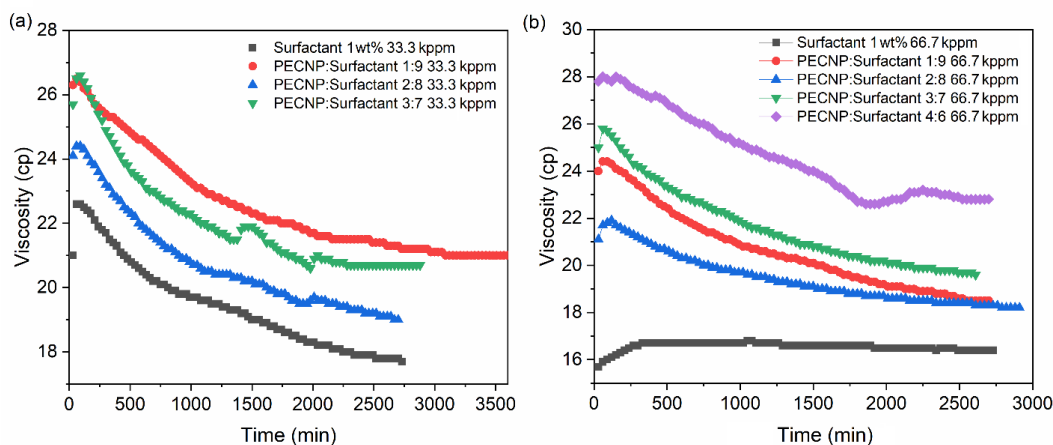 (a)
Surfactant 1wt% 33.3 kppm
PECNP:Surfactant 1:9 33.3 kppm
PECNP:Surfactant 2:8 33.3 kppm
PECNP:Surfactant 3:7 33.3 kppm
28
26
24
22
20
18
Viscosity (cp)
0 500 1000 1500 2000 2500 3000 3500
Time (min)
(b)
Surfactant 1wt% 66.7 kppm
PECNP:Surfactant 1:9 66.7 kppm
PECNP:Surfactant 2:8 66.7 kppm
PECNP:Surfactant 3:7 66.7 kppm
PECNP:Surfactant 4:6 66.7 kppm
30
28
26
24
22
20
18
16
Viscosity (cp)
0 500 1000 1500 2000 2500 3000
Time (min)